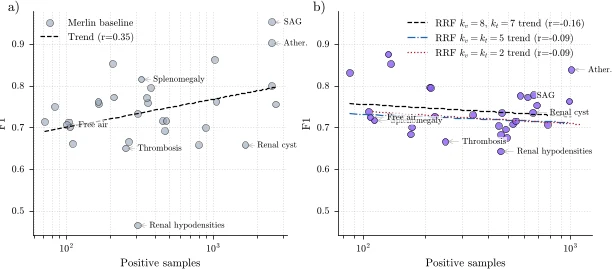 a)
Merlin baseline
Trend (r=0.35)
SAG
Ather.
Splenomegaly
Free air
Thrombosis
Renal cyst
Renal hypodensities
0.9
0.8
0.7
0.6
0.5
F1
10²
10³
Positive samples
b)
RRF kᵥ = 8, kₜ = 7 trend (r=-0.16)
RRF kᵥ = kₜ = 5 trend (r=-0.09)
RRF kᵥ = kₜ = 2 trend (r=-0.09)
Ather.
SAG
Renal cyst
Free air
Splenomegaly
Thrombosis
Renal hypodensities
0.9
0.8
0.7
0.6
0.5
F1
10²
10³
Positive samples